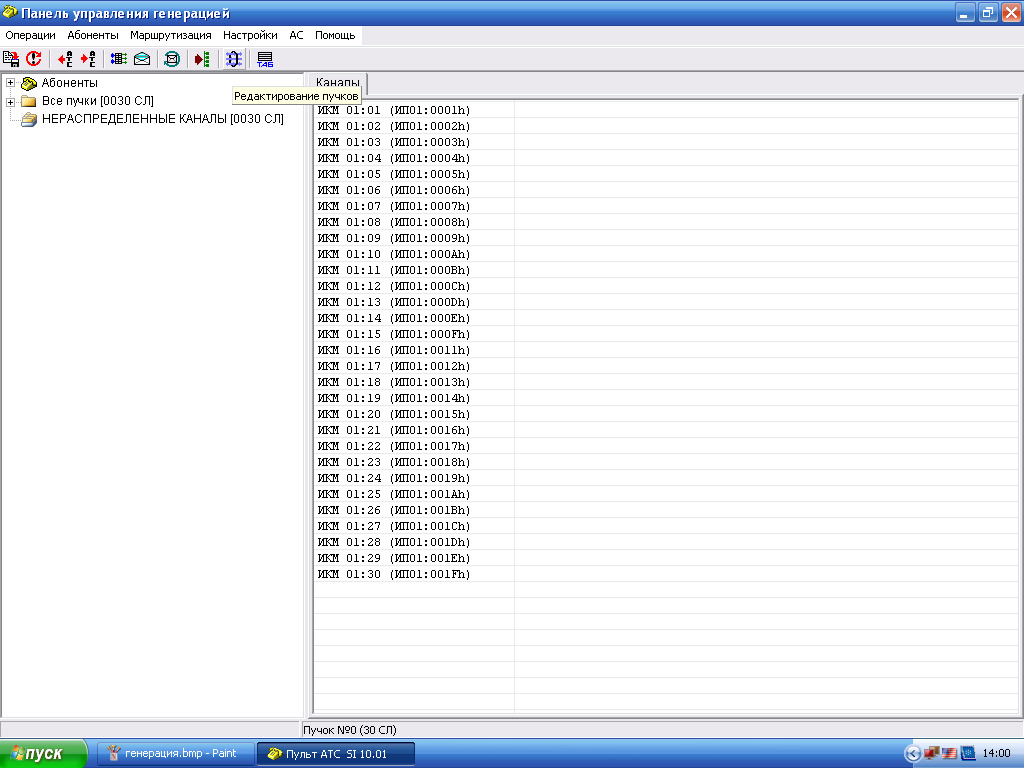 Панель управления генерацией
Операции Абоненты Маршрутизация Настройки АС Помощь
ТАБ
Абоненты
Все пучки [0030 СЛ]
НЕРАСПРЕДЕЛЕННЫЕ КАНАЛЫ [0030 СЛ]
Редактирование пучков
Каналы
ИКМ 01:01 (ИП01:0001h)
ИКМ 01:02 (ИП01:0002h)
ИКМ 01:03 (ИП01:0003h)
ИКМ 01:04 (ИП01:0004h)
ИКМ 01:05 (ИП01:0005h)
ИКМ 01:06 (ИП01:0006h)
ИКМ 01:07 (ИП01:0007h)
ИКМ 01:08 (ИП01:0008h)
ИКМ 01:09 (ИП01:0009h)
ИКМ 01:10 (ИП01:000Ah)
ИКМ 01:11 (ИП01:000Bh)
ИКМ 01:12 (ИП01:000Ch)
ИКМ 01:13 (ИП01:000Dh)
ИКМ 01:14 (ИП01:000Eh)
ИКМ 01:15 (ИП01:000Fh)
ИКМ 01:16 (ИП01:0011h)
ИКМ 01:17 (ИП01:0012h)
ИКМ 01:18 (ИП01:0013h)
ИКМ 01:19 (ИП01:0014h)
ИКМ 01:20 (ИП01:0015h)
ИКМ 01:21 (ИП01:0016h)
ИКМ 01:22 (ИП01:0017h)
ИКМ 01:23 (ИП01:0018h)
ИКМ 01:24 (ИП01:0019h)
ИКМ 01:25 (ИП01:001Ah)
ИКМ 01:26 (ИП01:001Bh)
ИКМ 01:27 (ИП01:001Ch)
ИКМ 01:28 (ИП01:001Dh)
ИКМ 01:29 (ИП01:001Eh)
ИКМ 01:30 (ИП01:001Fh)
Пучок №0 (30 СЛ)
пуск
генерация.bmp - Paint
Пульт АТС SI 10.01
14:00